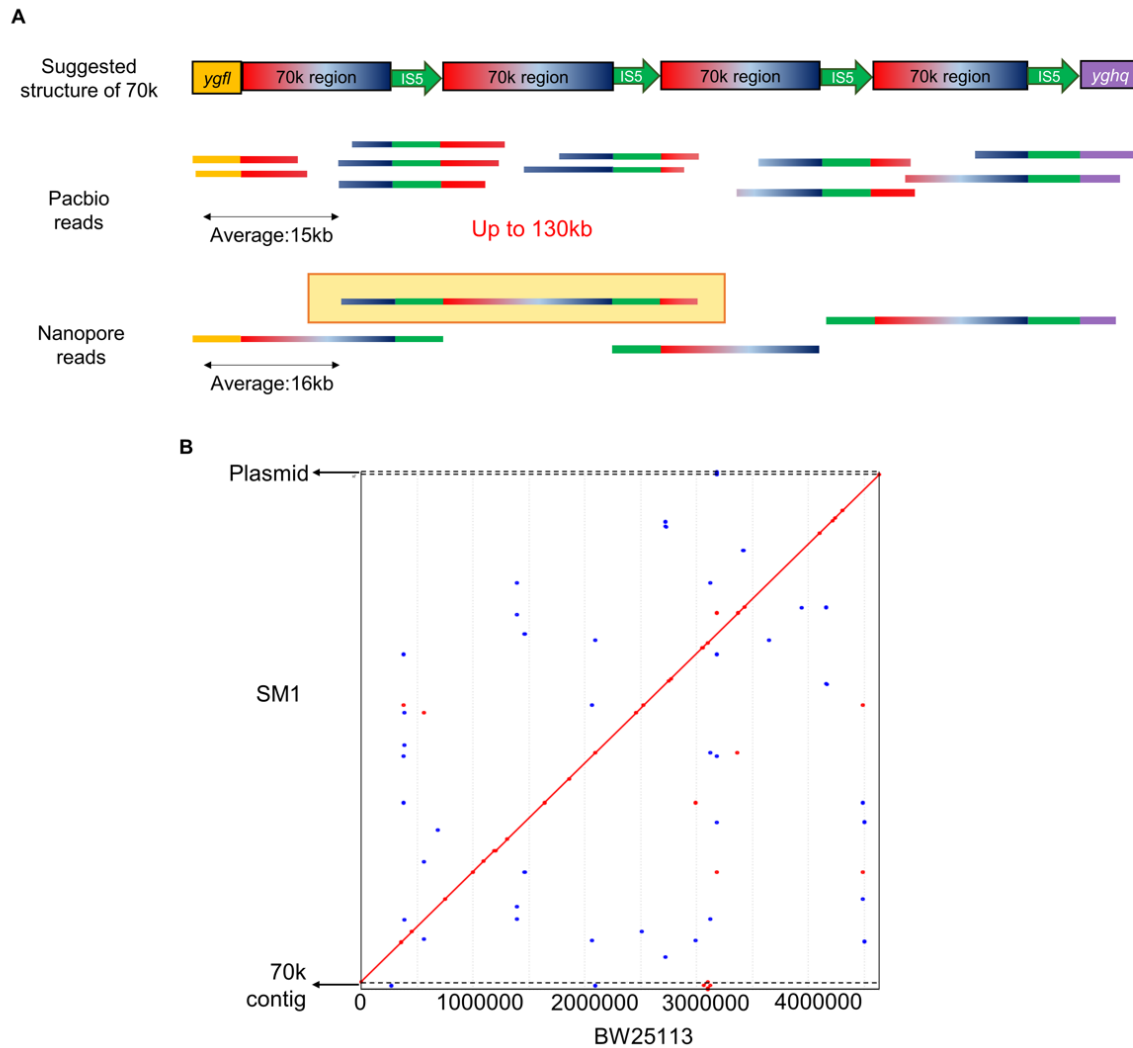 A
Suggested
structure of 70k
ygfl 70k region IS5 70k region IS5 70k region IS5 70k region IS5 yghq
Pacbio
reads
Average:15kb
Up to 130kb
Nanopore
reads
Average:16kb
B
Plasmid
SM1
70k
contig
0 1000000 2000000 3000000 4000000
BW25113